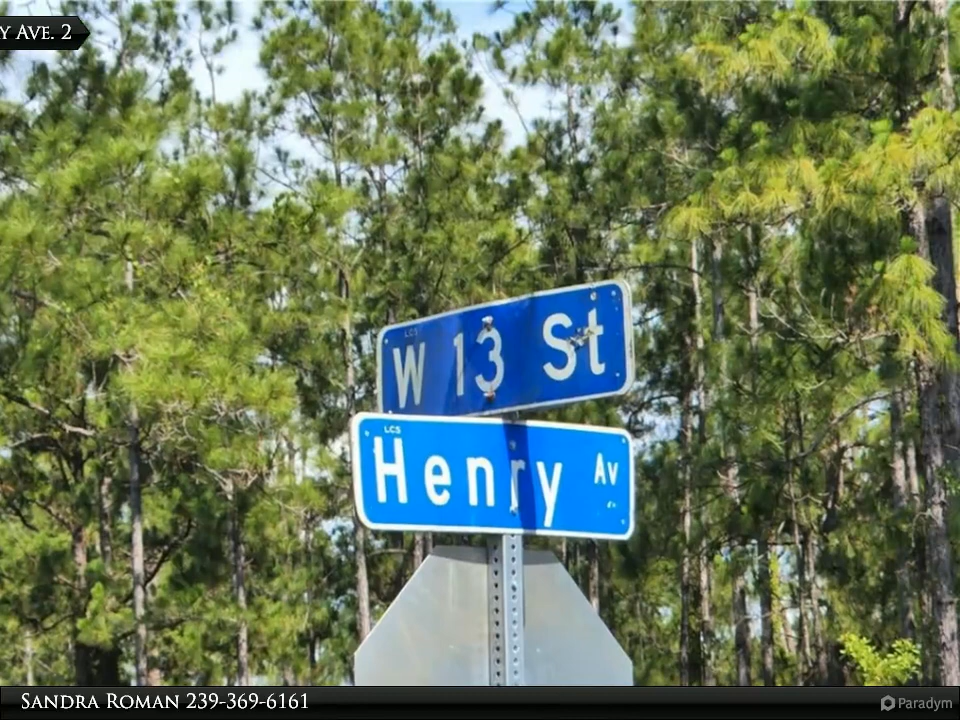 Y AVE. 2
LCS
W 13 St
LCS
Henry Av
SANDRA ROMAN 239-369-6161
Paradym